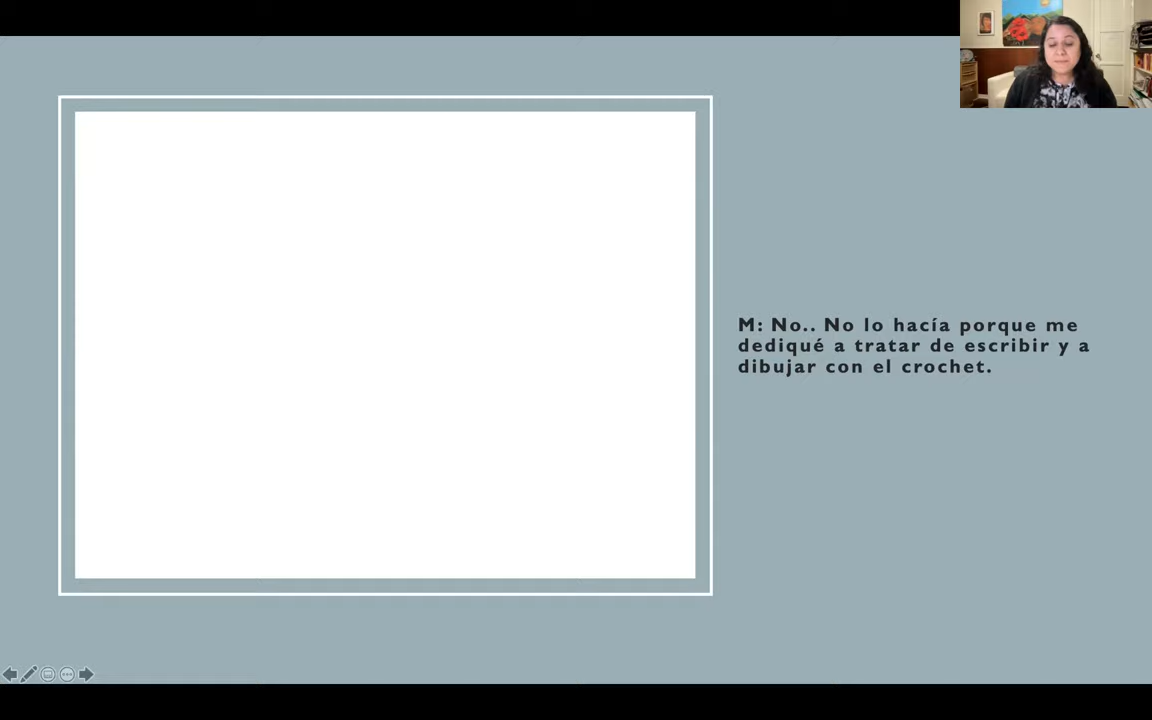 M: No.. No lo hacía porque me
dediqué a tratar de escribir y a
dibujar con el crochet.